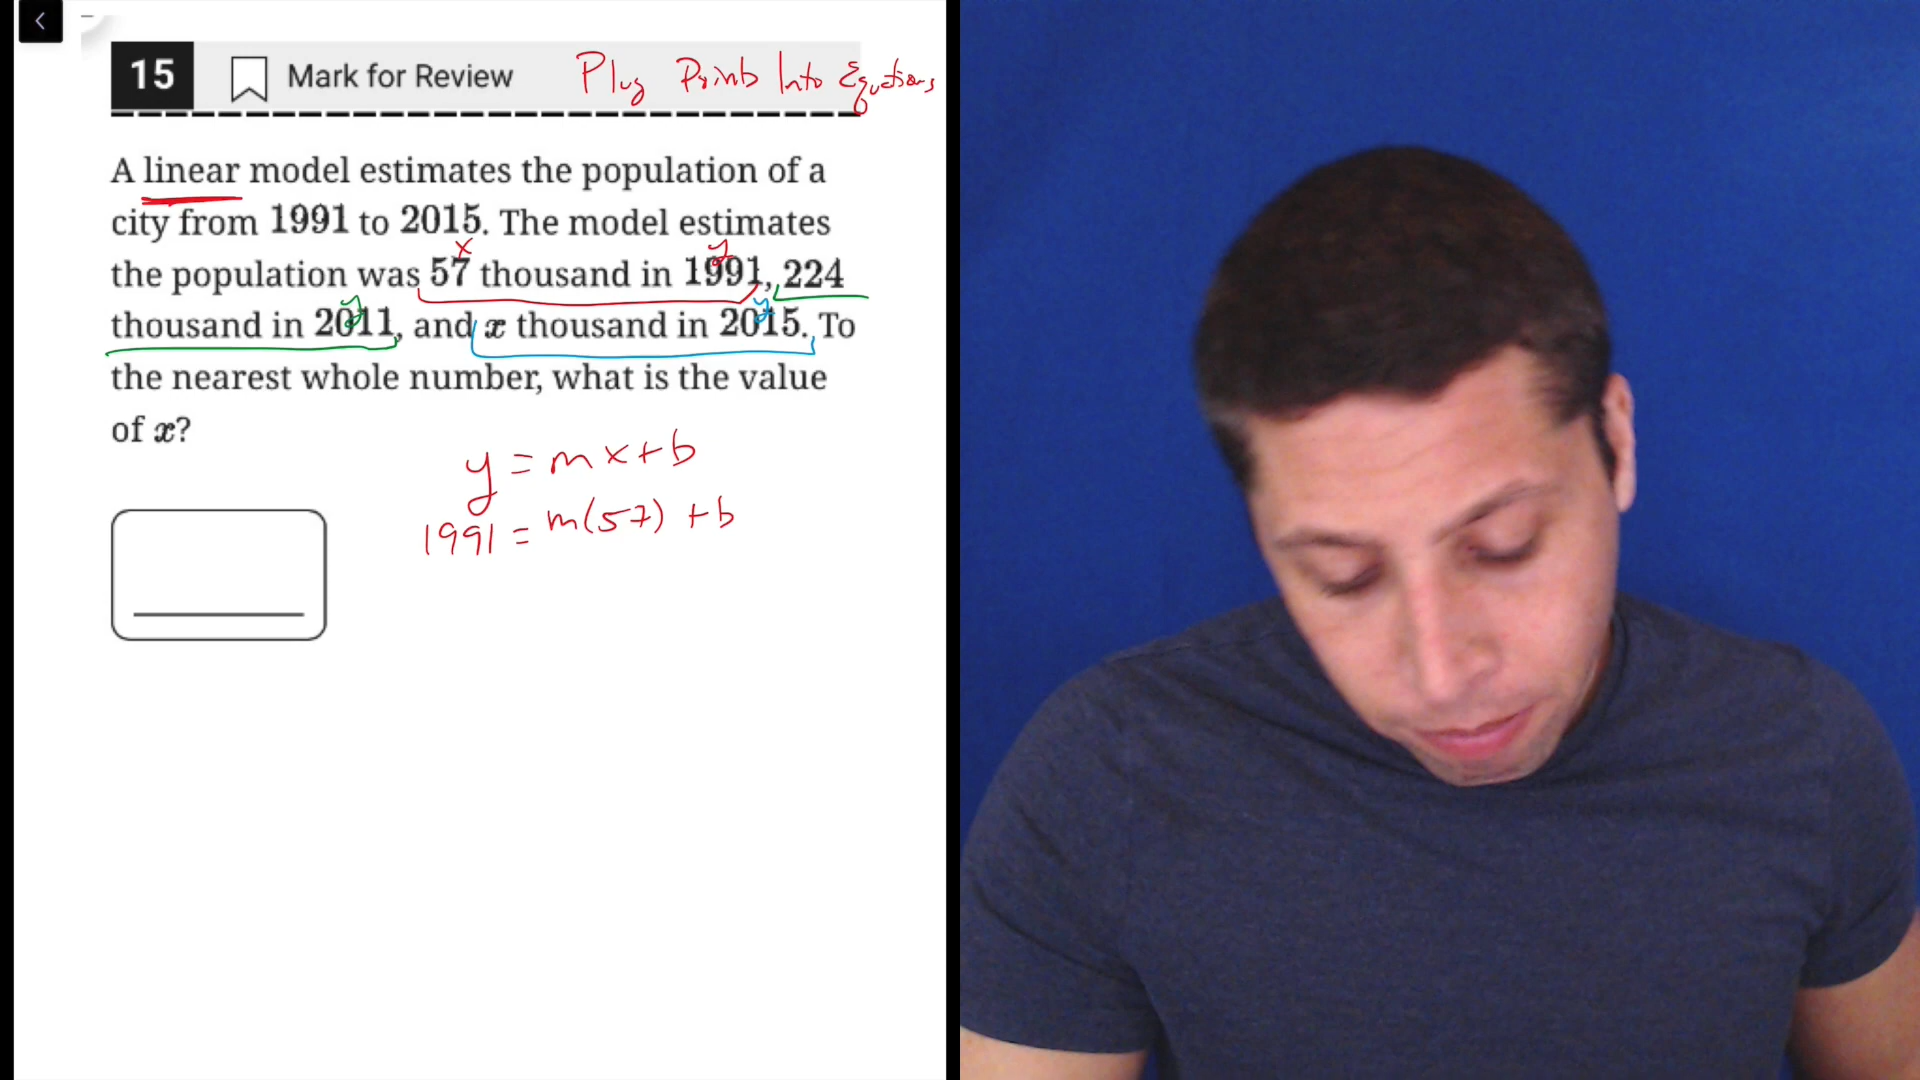 15 Mark for Review Plug Points Into Equations
A linear model estimates the population of a
city from 1991 to 2015. The model estimates
x y
the population was 57 thousand in 1991, 224
y y
thousand in 2011, and x thousand in 2015. To
the nearest whole number, what is the value
of x?
y = mx+b
1991 = m(57) + b